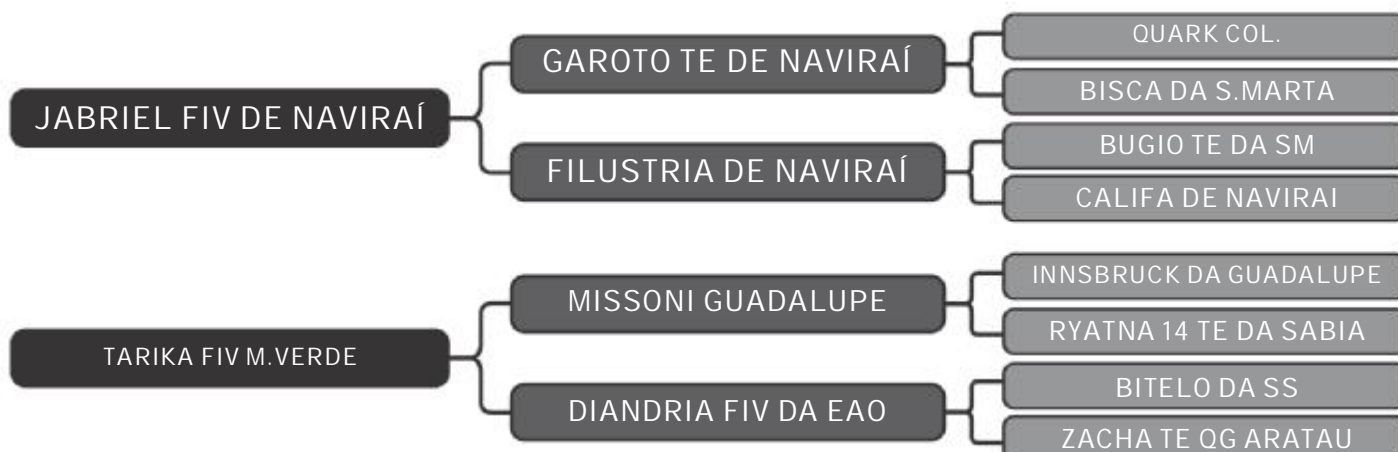 JABRIEL FIV DE NAVIRAÍ
GAROTO TE DE NAVIRAÍ
QUARK COL.
BISCA DA S.MARTA
FILUSTRIA DE NAVIRAÍ
BUGIO TE DA SM
CALIFA DE NAVIRAI
TARIKA FIV M.VERDE
MISSONI GUADALUPE
INNSBRUCK DA GUADALUPE
RYATNA 14 TE DA SABIA
DIANDRIA FIV DA EAO
BITELO DA SS
ZACHA TE QG ARATAU